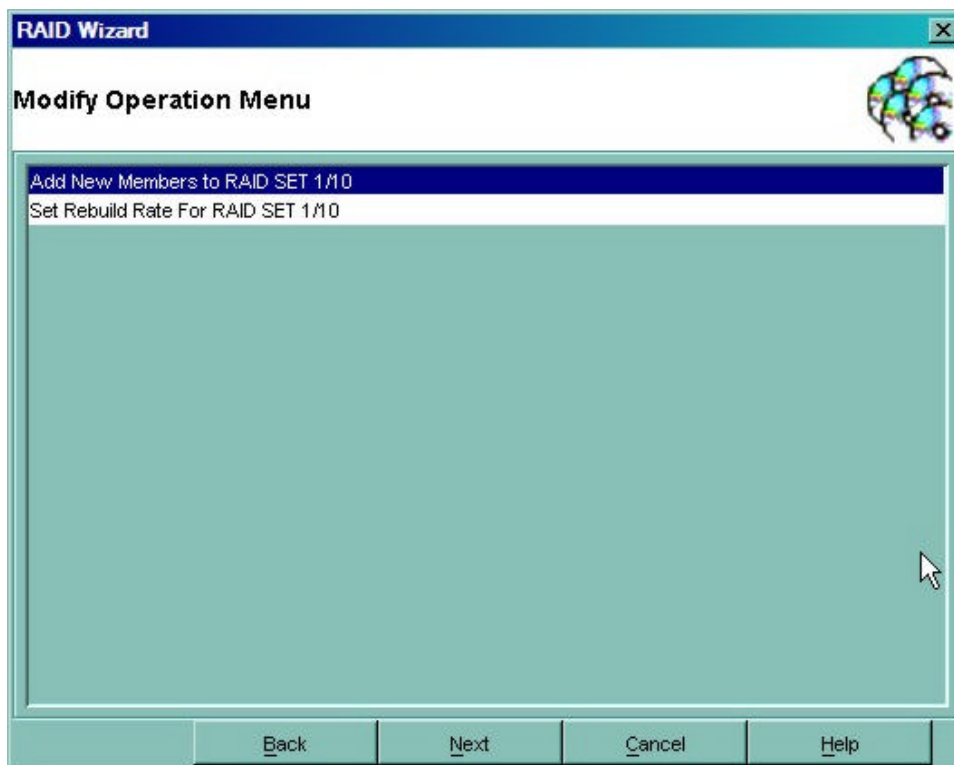 RAID Wizard
Modify Operation Menu
Add New Members to RAID SET 1/10
Set Rebuild Rate For RAID SET 1/10
Back Next Cancel Help